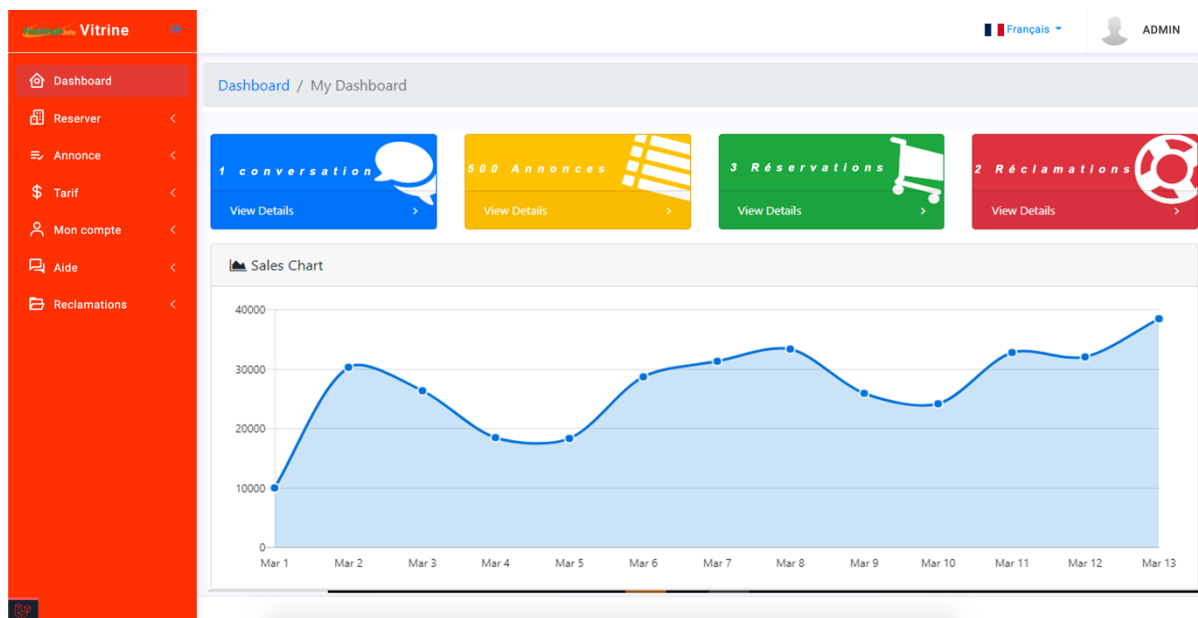 Vitrine
Français
ADMIN
Dashboard
Reserver
Annonce
Tarif
Mon compte
Aide
Reclamations
Dashboard / My Dashboard
1 conversation
View Details
500 Annonces
View Details
3 Réservations
View Details
2 Réclamations
View Details
Sales Chart
40000
30000
20000
10000
0
Mar 1 Mar 2 Mar 3 Mar 4 Mar 5 Mar 6 Mar 7 Mar 8 Mar 9 Mar 10 Mar 11 Mar 12 Mar 13